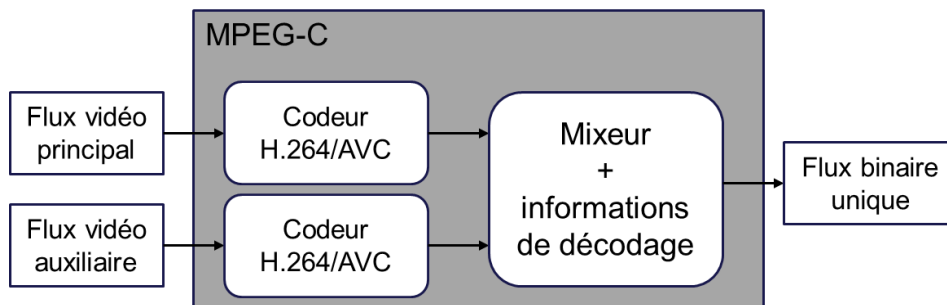 MPEG-C
Flux vidéo
principal
Codeur
H.264/AVC
Flux vidéo
auxiliaire
Codeur
H.264/AVC
Mixeur
+
informations
de décodage
Flux binaire
unique